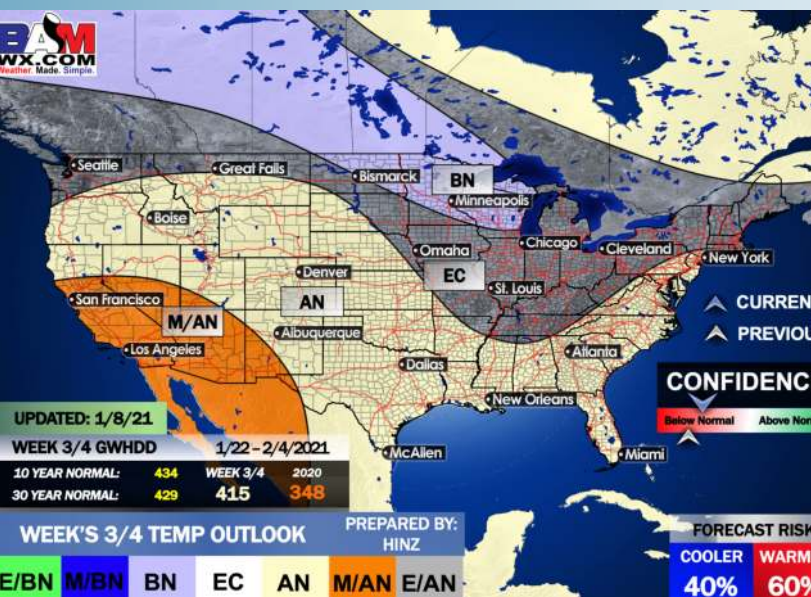 BAM
WX.COM
Weather. Made. Simple.
Seattle
Great Falls
Bismarck
BN
Minneapolis
Boise
Omaha
Chicago
Cleveland
New York
EC
St. Louis
Denver
AN
San Francisco
M/AN
Albuquerque
Los Angeles
Atlanta
Dallas
New Orleans
McAllen
Miami
CURREN
PREVIOU
CONFIDENC
Below Normal Above Nor
UPDATED: 1/8/21
WEEK 3/4 GWHDD 1/22 – 2/4/2021
10 YEAR NORMAL: 434 WEEK 3/4 2020
30 YEAR NORMAL: 429 415 348
WEEK'S 3/4 TEMP OUTLOOK
PREPARED BY:
HINZ
E/BN M/BN BN EC AN M/AN E/AN
FORECAST RISK
COOLER WARM
40% 60%